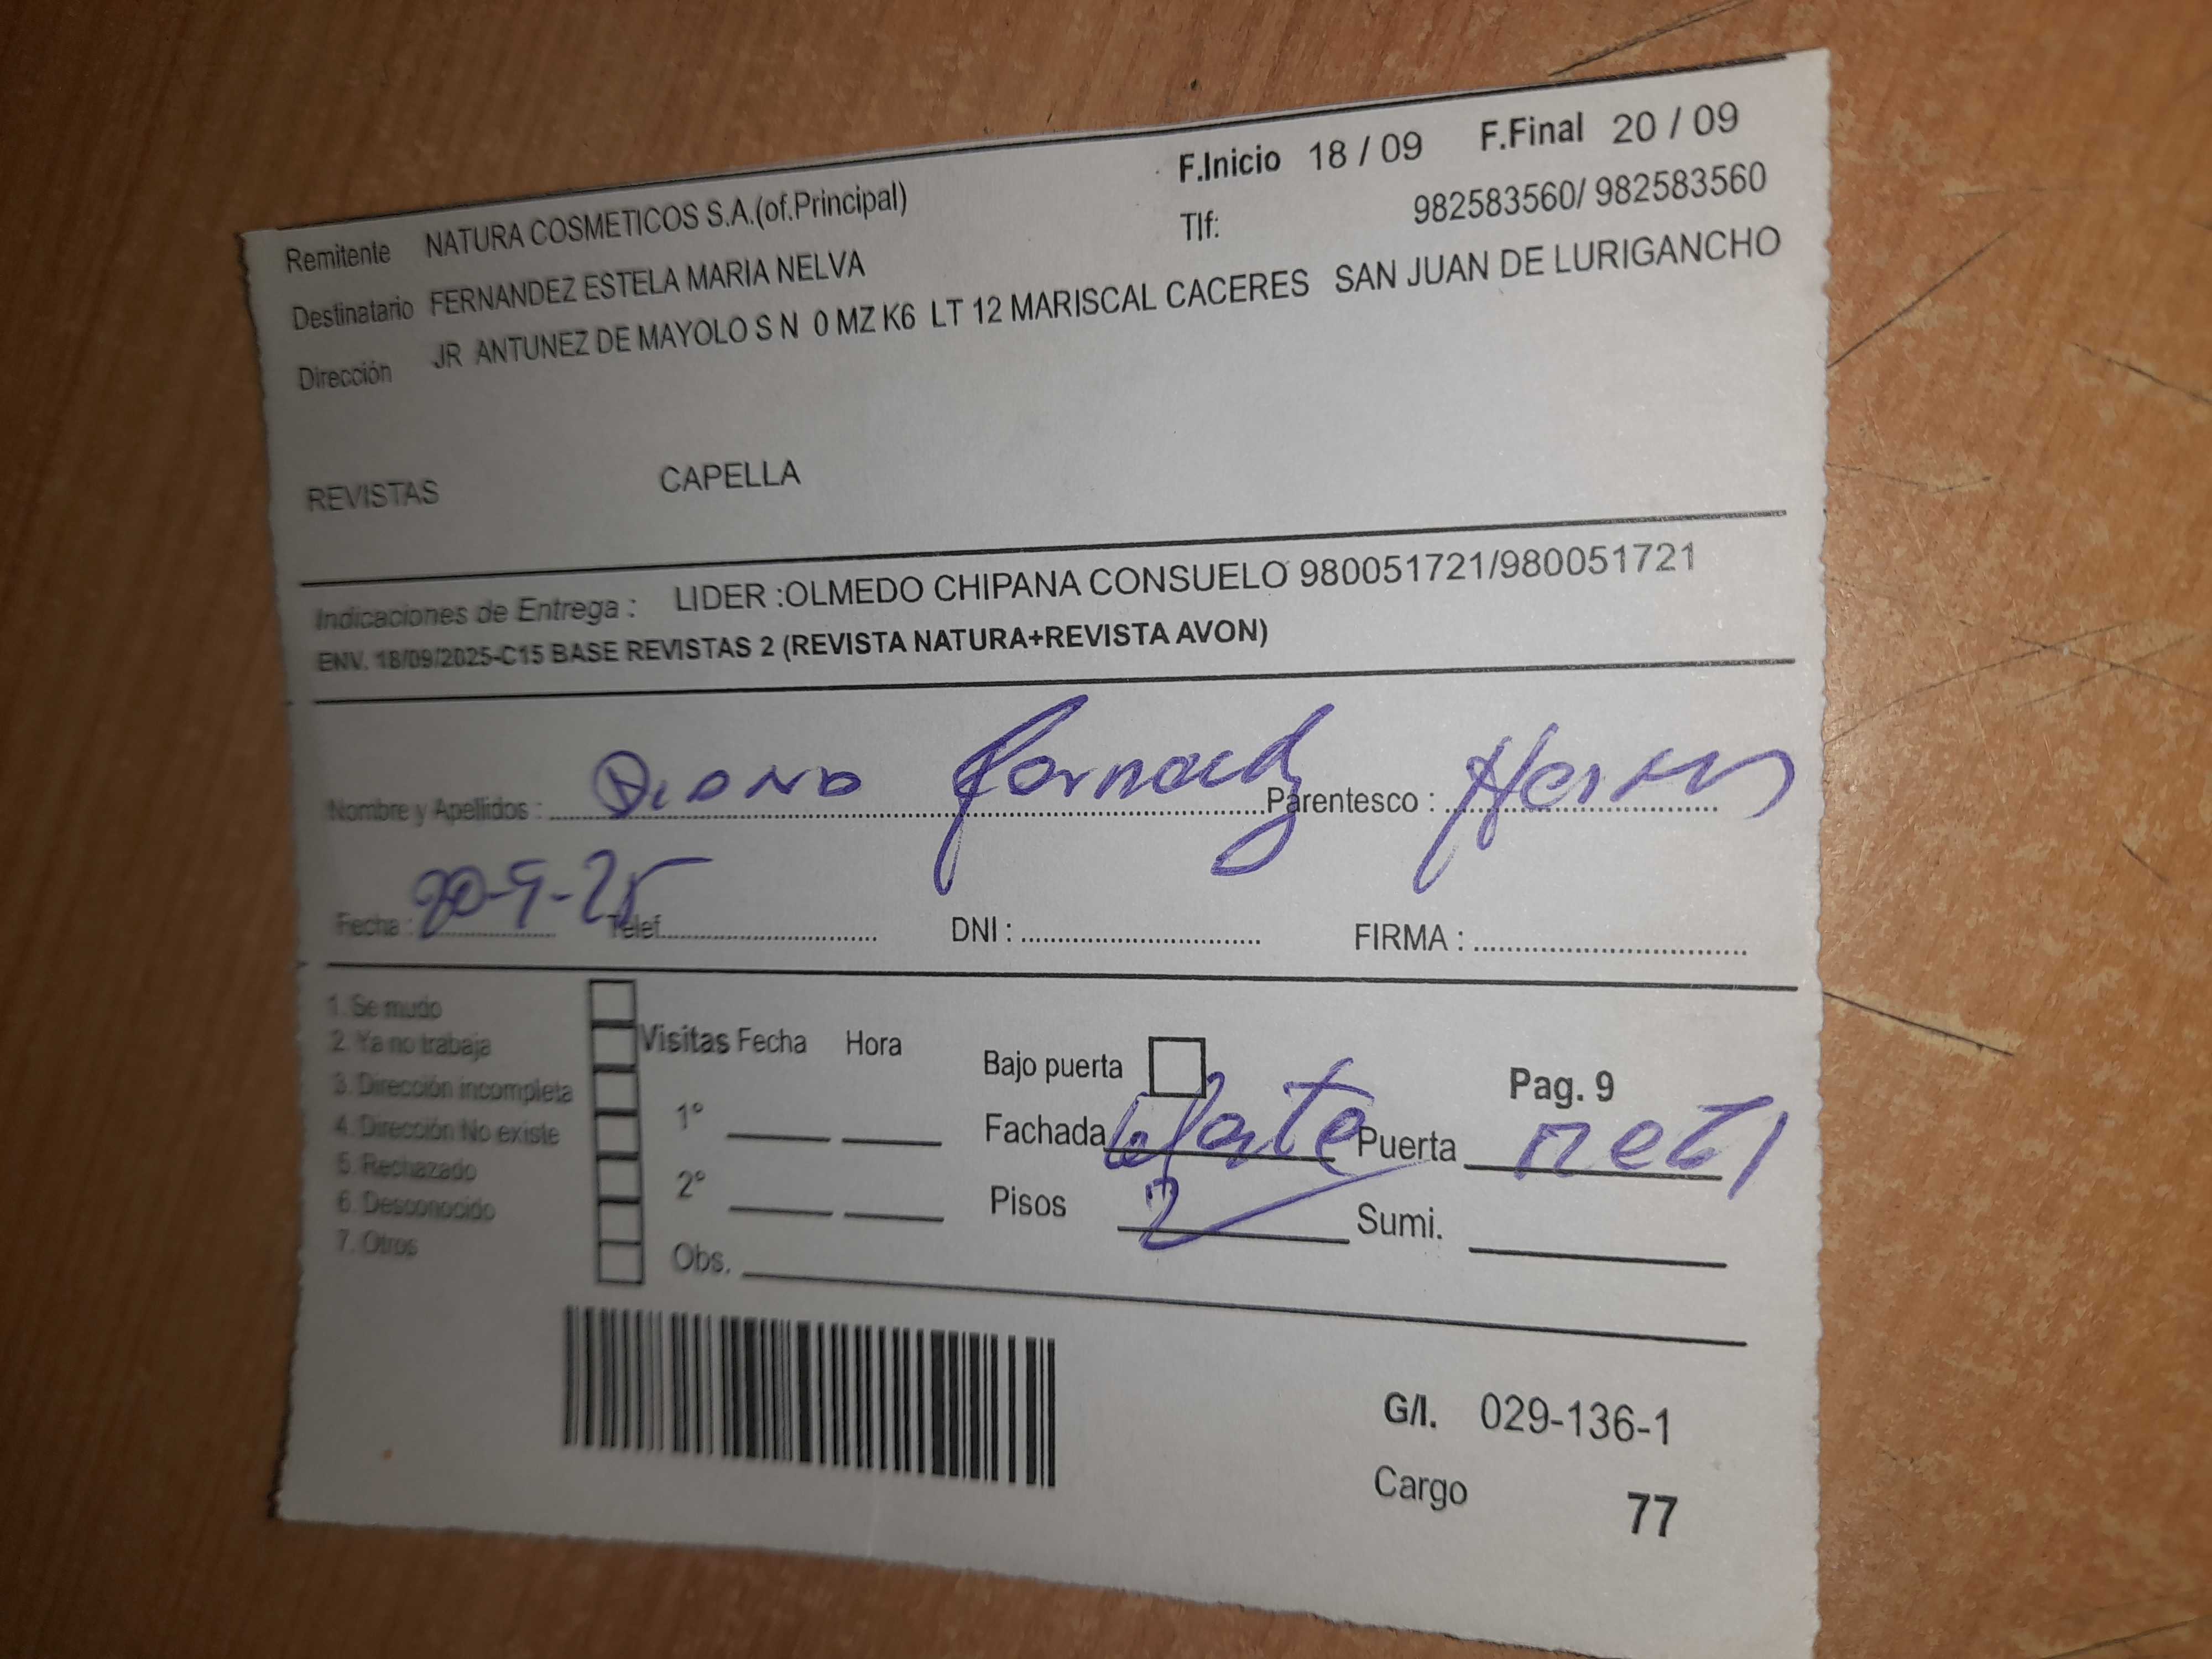 F.Inicio 18 / 09 F.Final 20 / 09
Remitente NATURA COSMETICOS S.A.(of.Principal) Tlf: 982583560/ 982583560
Destinatario FERNANDEZ ESTELA MARIA NELVA
Dirección JR ANTUNEZ DE MAYOLO S N 0 MZ K6 LT 12 MARISCAL CACERES SAN JUAN DE LURIGANCHO
REVISTAS CAPELLA
Indicaciones de Entrega : LIDER :OLMEDO CHIPANA CONSUELO 980051721/980051721
ENV. 18/09/2025-C15 BASE REVISTAS 2 (REVISTA NATURA+REVISTA AVON)
Nombre y Apellidos : Parentesco :
Fecha : 20-9-25 Telef. DNI : FIRMA :
1. Se mudo
2. Ya no trabaja
3. Dirección incompleta
4. Dirección No existe
5. Rechazado
6. Desconocido
7. Otros
Visitas Fecha Hora
1°
2°
Obs.
Bajo puerta Pag. 9
Fachada Puerta
Pisos 2 Sumi.
G/I. 029-136-1
Cargo 77